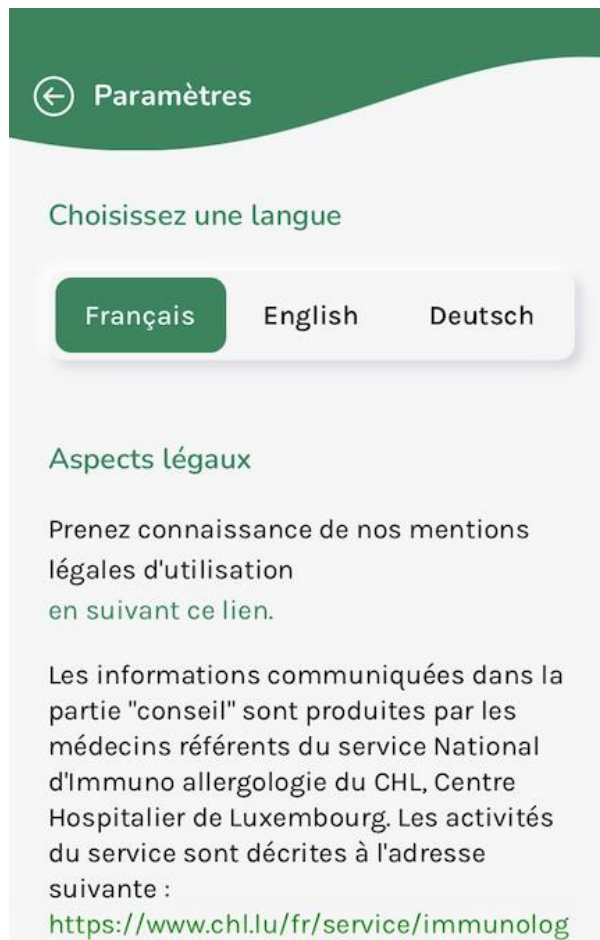 Paramètres
Choisissez une langue
Français English Deutsch
Aspects légaux
Prenez connaissance de nos mentions
légales d'utilisation
en suivant ce lien.
Les informations communiquées dans la
partie "conseil" sont produites par les
médecins référents du service National
d'Immuno allergologie du CHL, Centre
Hospitalier de Luxembourg. Les activités
du service sont décrites à l'adresse
suivante :
https://www.chl.lu/fr/service/immunolog